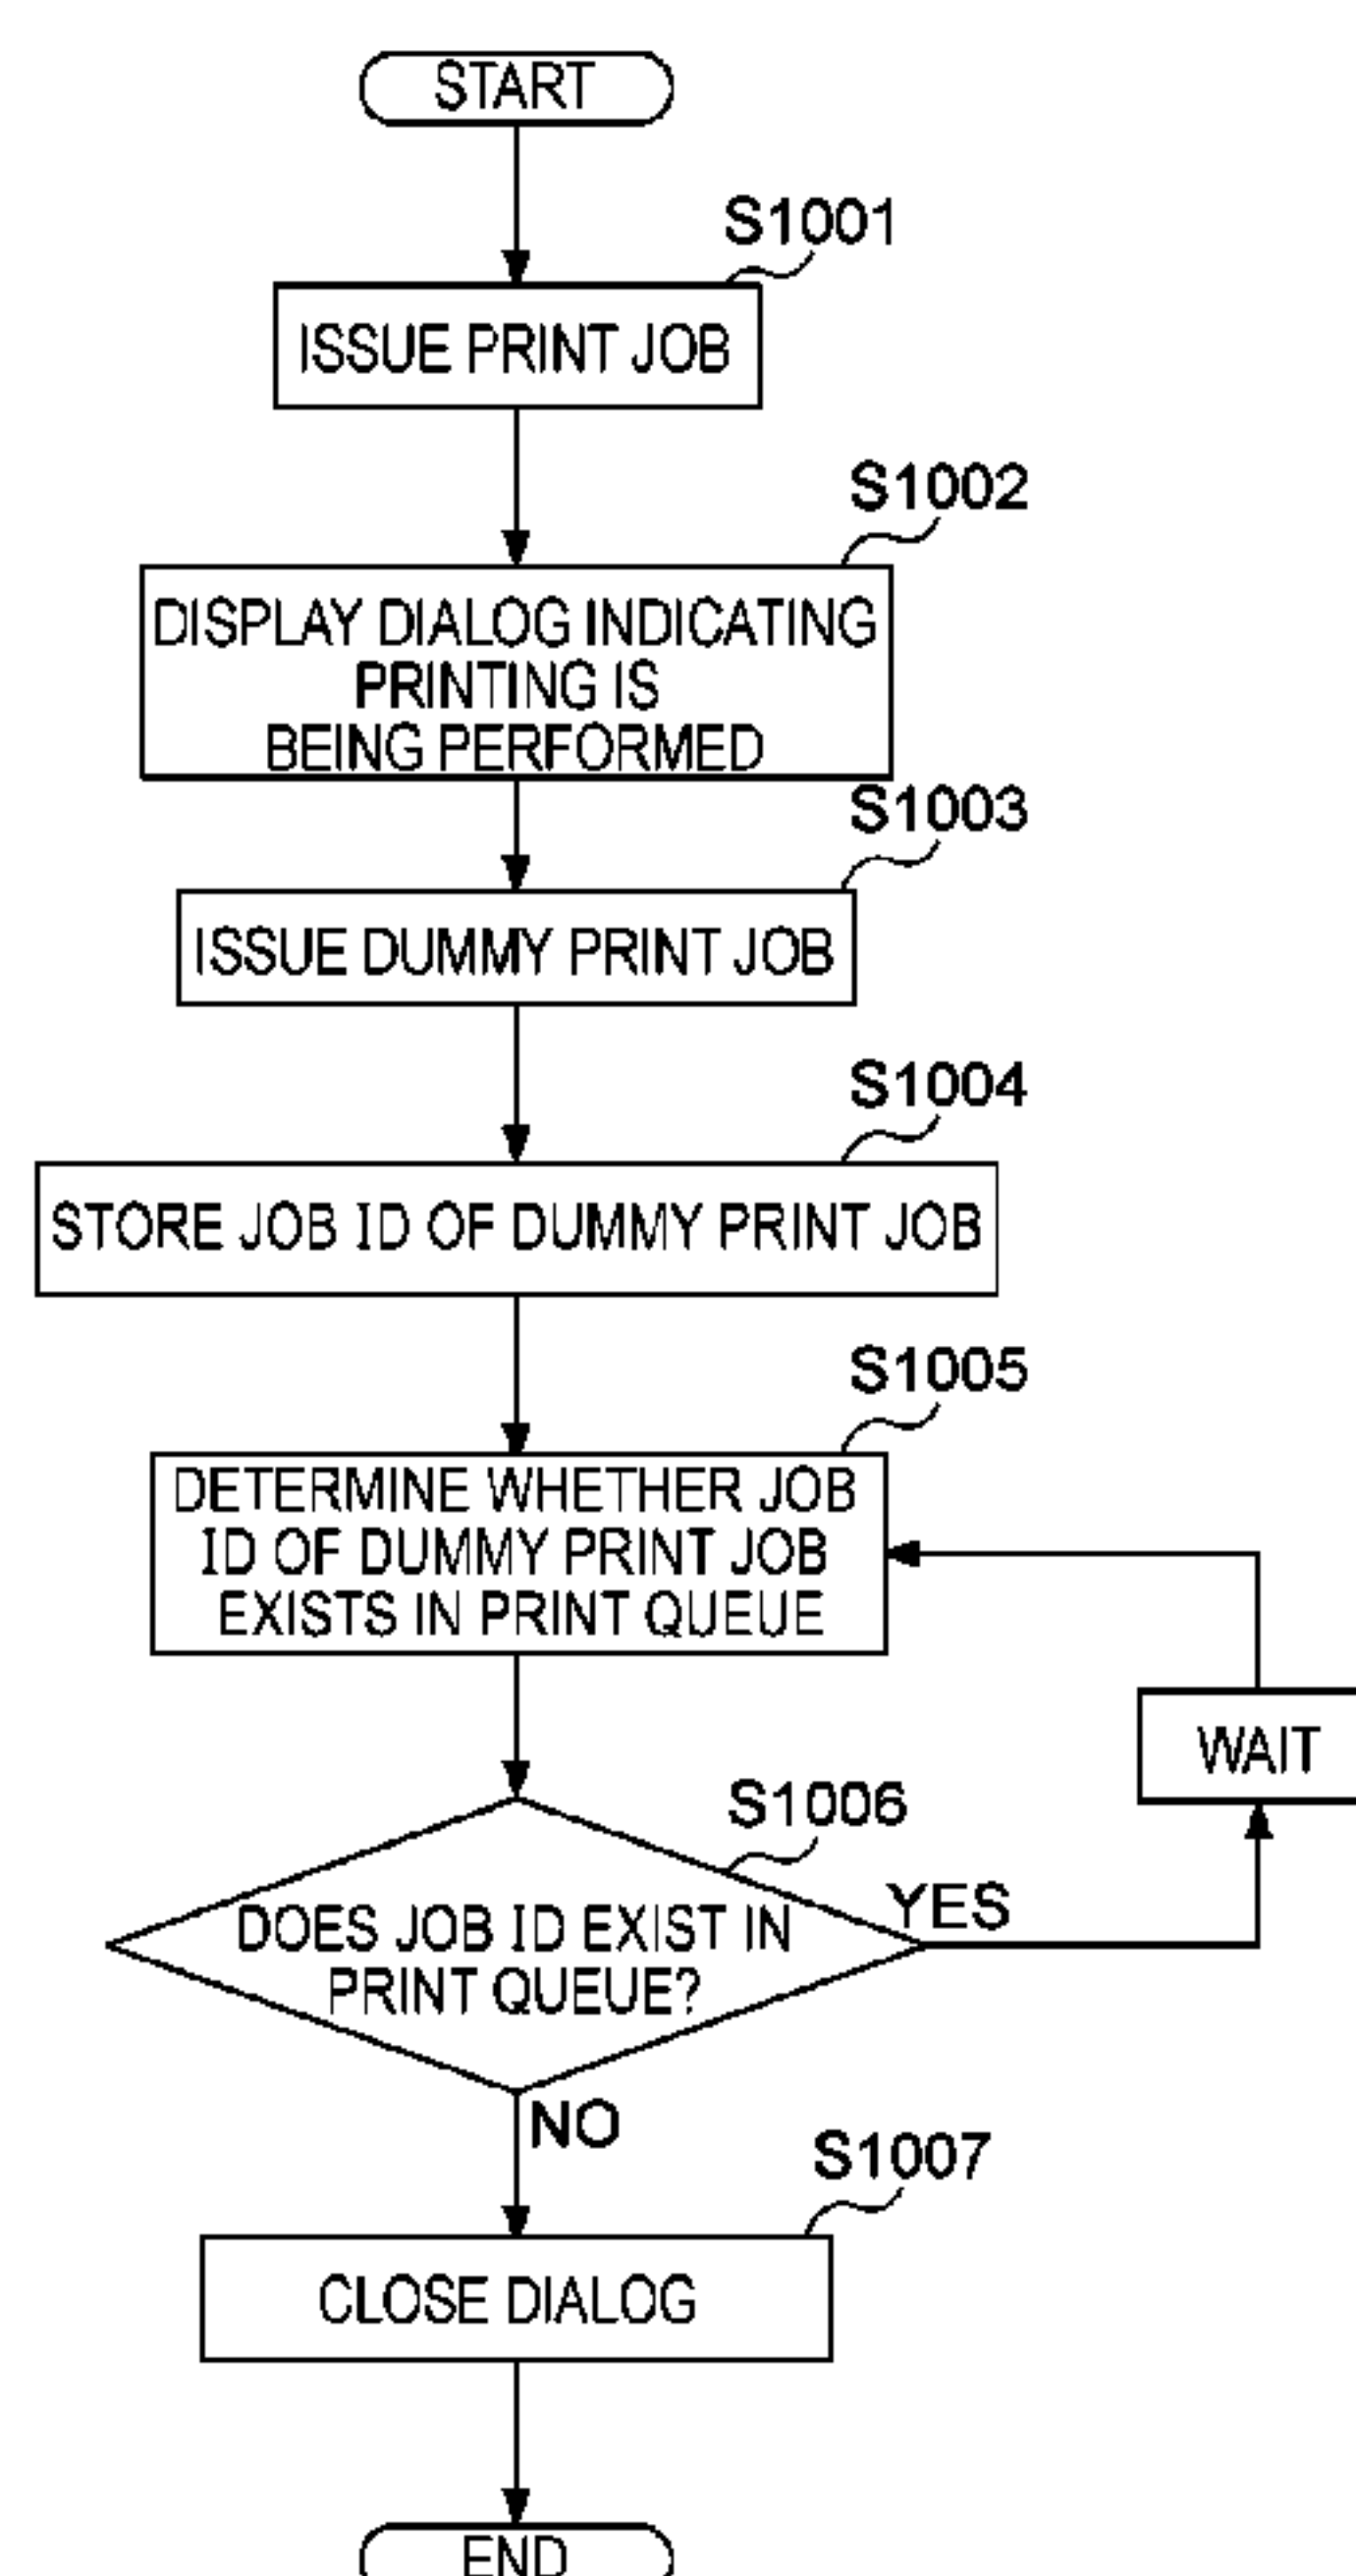 START
S1001
ISSUE PRINT JOB
S1002
DISPLAY DIALOG INDICATING
PRINTING IS
BEING PERFORMED
S1003
ISSUE DUMMY PRINT JOB
S1004
STORE JOB ID OF DUMMY PRINT JOB
S1005
DETERMINE WHETHER JOB
ID OF DUMMY PRINT JOB
EXISTS IN PRINT QUEUE
WAIT
S1006
YES
DOES JOB ID EXIST IN
PRINT QUEUE?
NO
S1007
CLOSE DIALOG
END